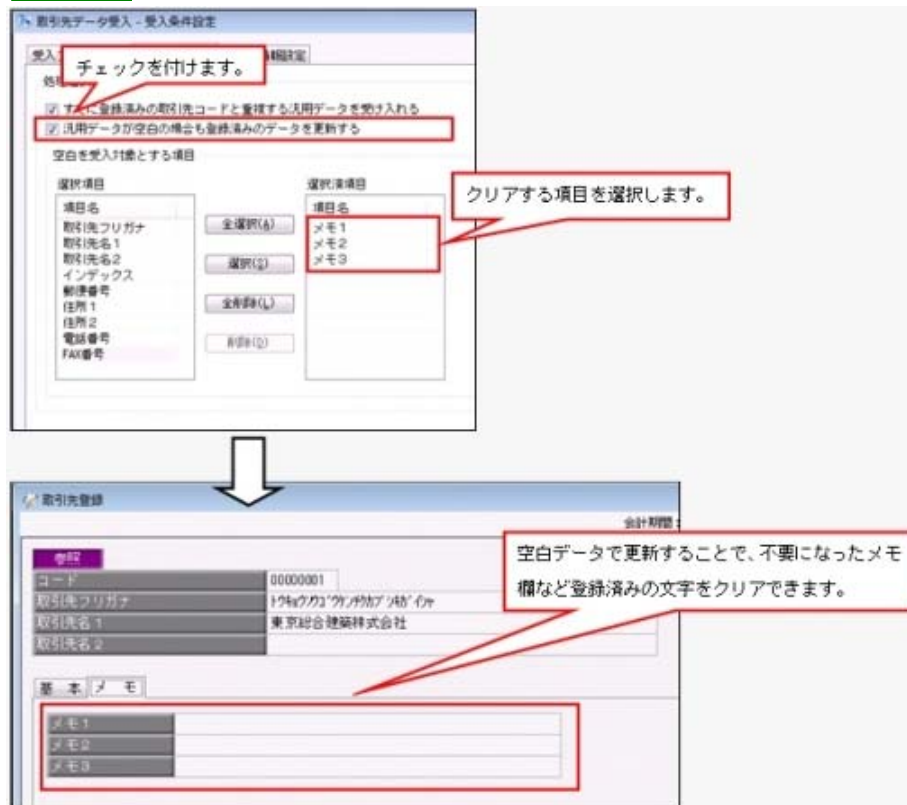 取引先データ受入 - 受入条件設定
受入
チェックを付けます。
すでに登録済みの取引先コードと重複する汎用データを受け入れる
汎用データが空白の場合も登録済みのデータを更新する
空白を受入対象とする項目
選択項目
選択済項目
クリアする項目を選択します。
項目名
取引先フリガナ
取引先名1
取引先名2
インデックス
郵便番号
住所1
住所2
電話番号
FAX番号
全選択(A)
選択(S)
全削除(L)
削除(D)
項目名
メモ1
メモ2
メモ3
取引先登録
会計期間:
空白データで更新することで、不要になったメモ
欄など登録済みの文字をクリアできます。
参照
コード 00000001
取引先フリガナ
取引先名1 東京総合建築株式会社
取引先名2
基 本 メ モ
メモ1
メモ2
メモ3